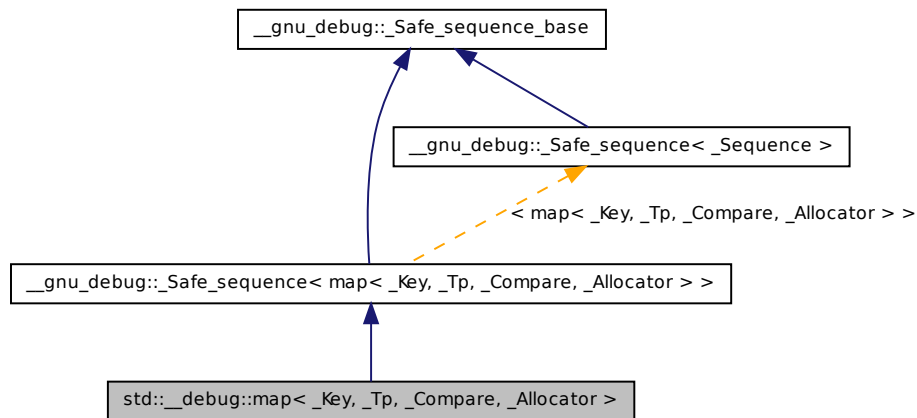 __gnu_debug::_Safe_sequence_base
__gnu_debug::_Safe_sequence< _Sequence >
< map< _Key, _Tp, _Compare, _Allocator > >
__gnu_debug::_Safe_sequence< map< _Key, _Tp, _Compare, _Allocator > >
std::__debug::map< _Key, _Tp, _Compare, _Allocator >